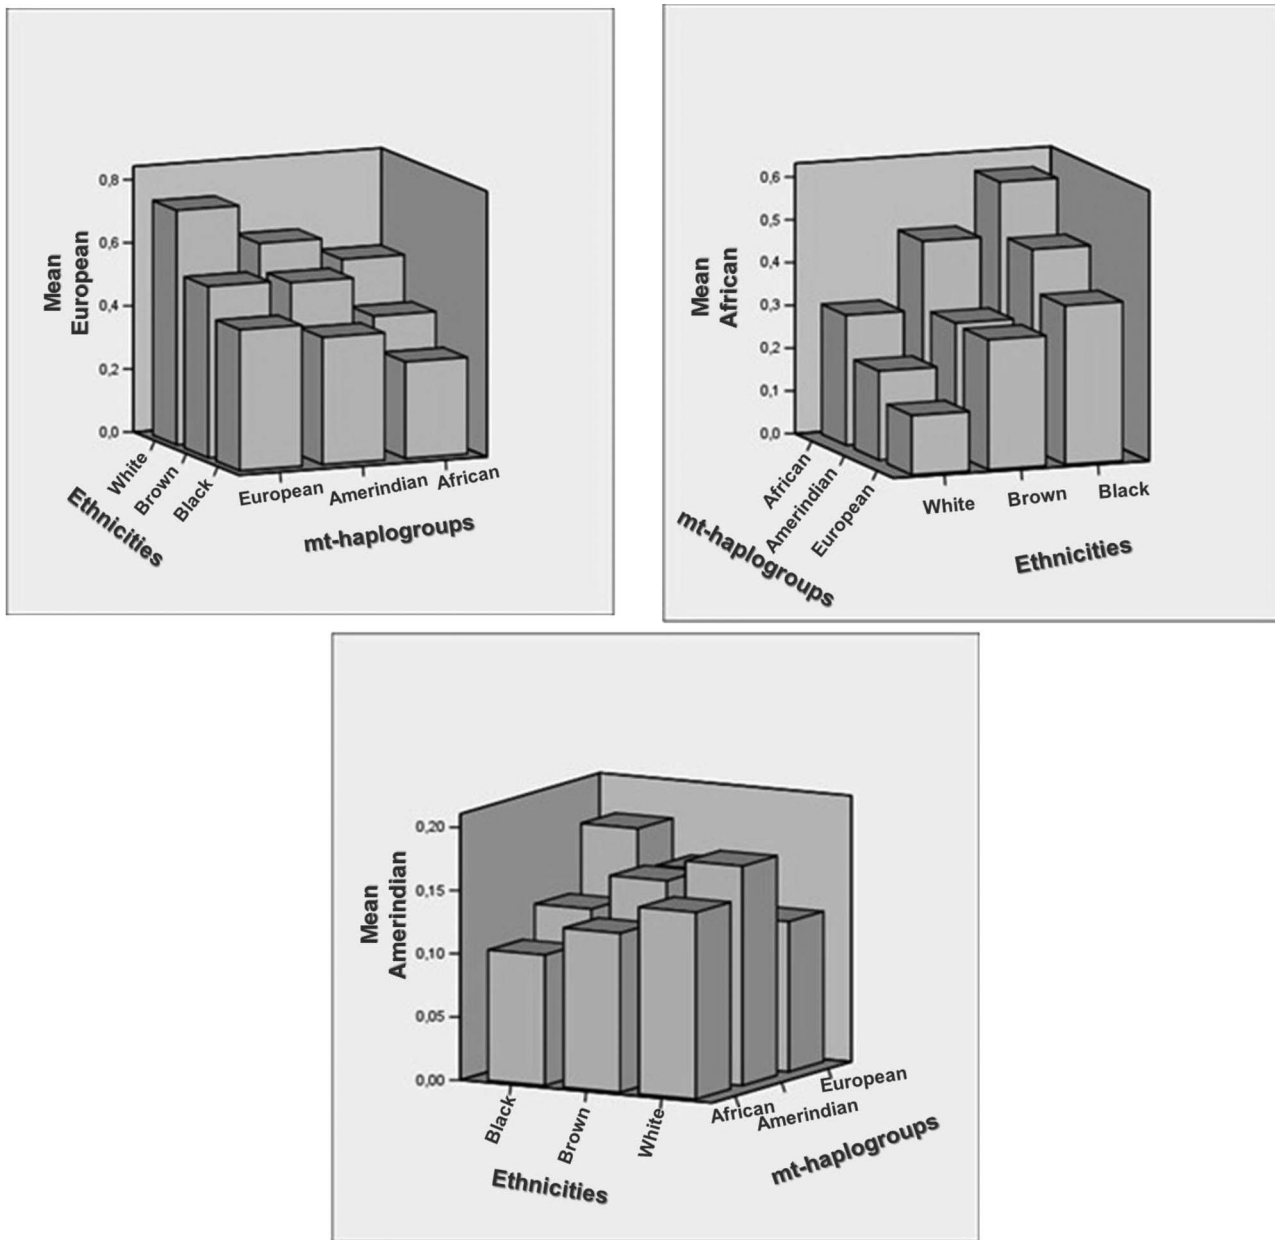 Mean
European
0,8
0,6
0,4
0,2
0,0
White
Brown
Black
Ethnicities
European
Amerindian
African
mt-haplogroups
Mean
African
0,6
0,5
0,4
0,3
0,2
0,1
0,0
African
Amerindian
European
mt-haplogroups
White
Brown
Black
Ethnicities
Mean
Amerindian
0,20
0,15
0,10
0,05
0,00
Black
Brown
White
Ethnicities
African
Amerindian
European
mt-haplogroups